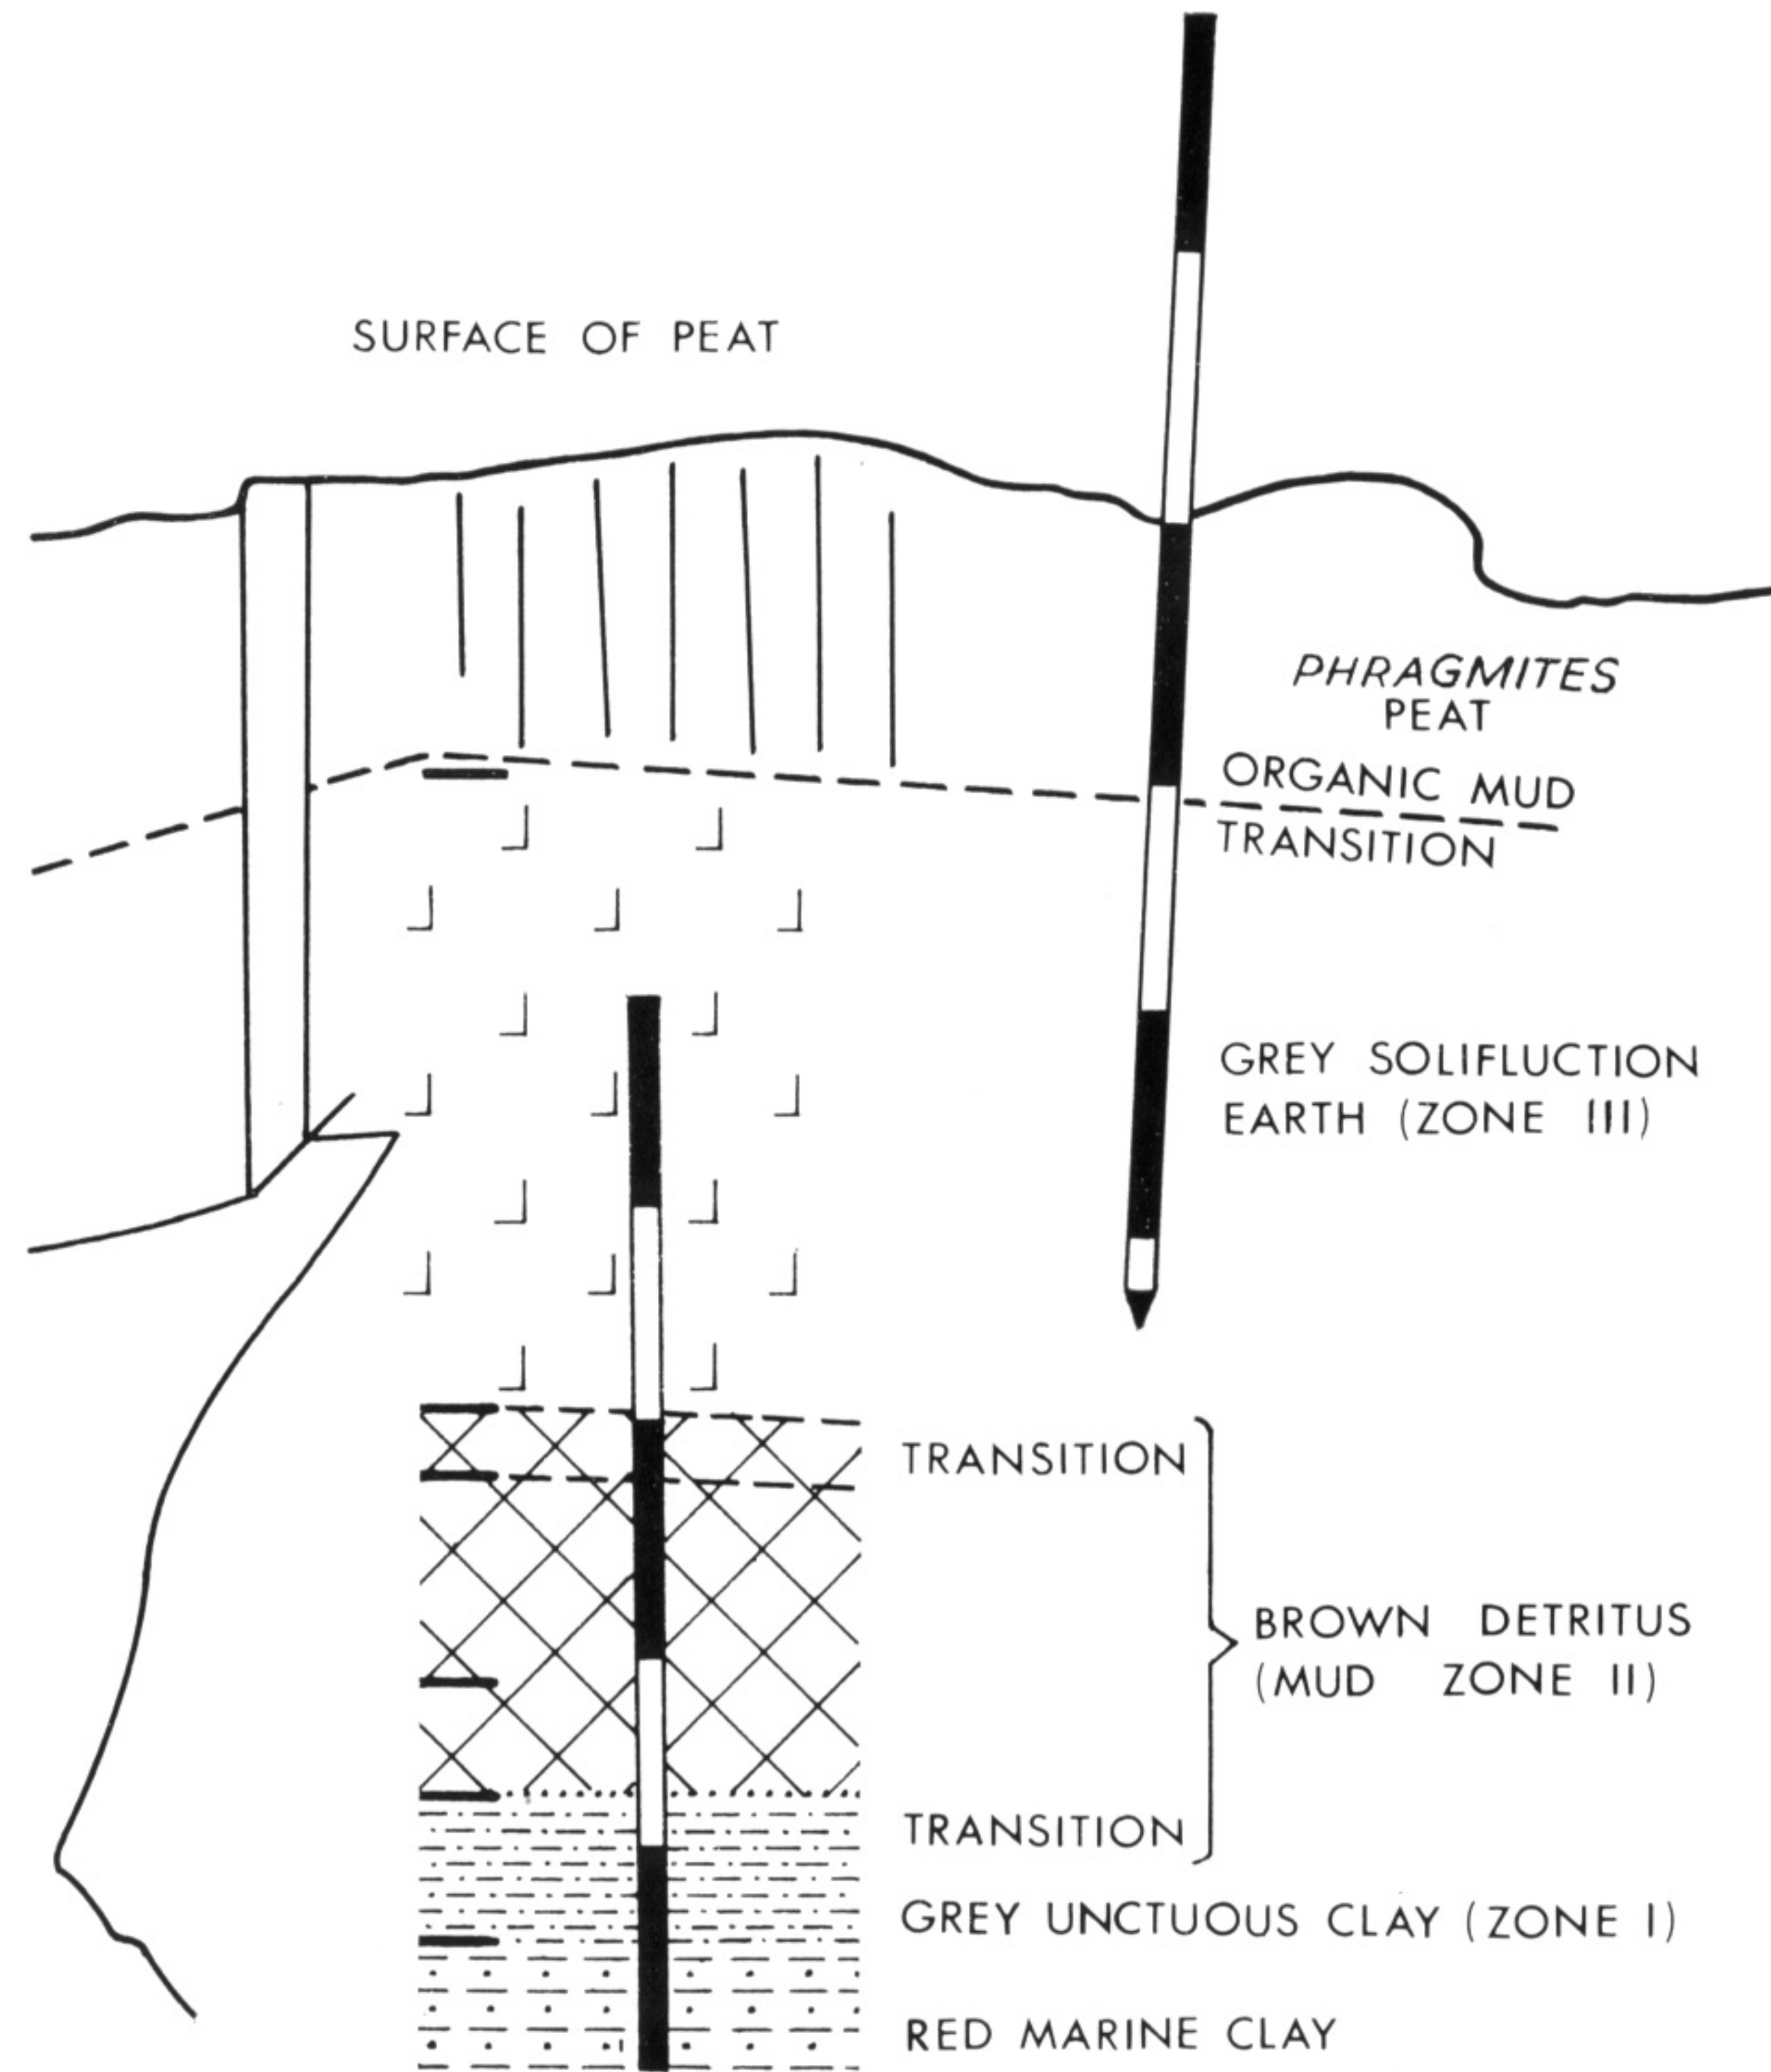 SURFACE OF PEAT
PHRAGMITES
PEAT
ORGANIC MUD
TRANSITION
GREY SOLIFLUCTION
EARTH (ZONE III)
TRANSITION
BROWN DETRITUS
(MUD ZONE II)
TRANSITION
GREY UNCTUOUS CLAY (ZONE I)
RED MARINE CLAY